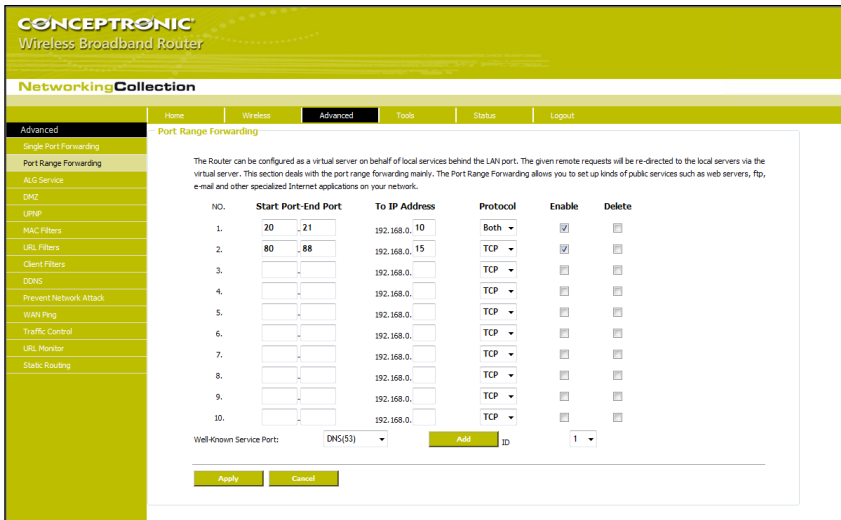 CONCEPTRONIC
Wireless Broadband Router
NetworkingCollection
Home Wireless Advanced Tools Status Logout
Advanced
Single Port Forwarding
Port Range Forwarding
ALG Service
DMZ
UPNP
MAC Filters
URL Filters
Client Filters
DDNS
Prevent Network Attack
WAN Ping
Traffic Control
URL Monitor
Static Routing
Port Range Forwarding
The Router can be configured as a virtual server on behalf of local services behind the LAN port. The given remote requests will be re-directed to the local servers via the
virtual server. This section deals with the port range forwarding mainly. The Port Range Forwarding allows you to set up kinds of public services such as web servers, ftp,
e-mail and other specialized Internet applications on your network.
NO. Start Port-End Port To IP Address Protocol Enable Delete
1. 20 - 21 192.168.0. 10 Both
2. 80 - 88 192.168.0. 15 TCP
3. - 192.168.0. TCP
4. - 192.168.0. TCP
5. - 192.168.0. TCP
6. - 192.168.0. TCP
7. - 192.168.0. TCP
8. - 192.168.0. TCP
9. - 192.168.0. TCP
10. - 192.168.0. TCP
Well-Known Service Port: DNS(53) Add ID 1
Apply Cancel